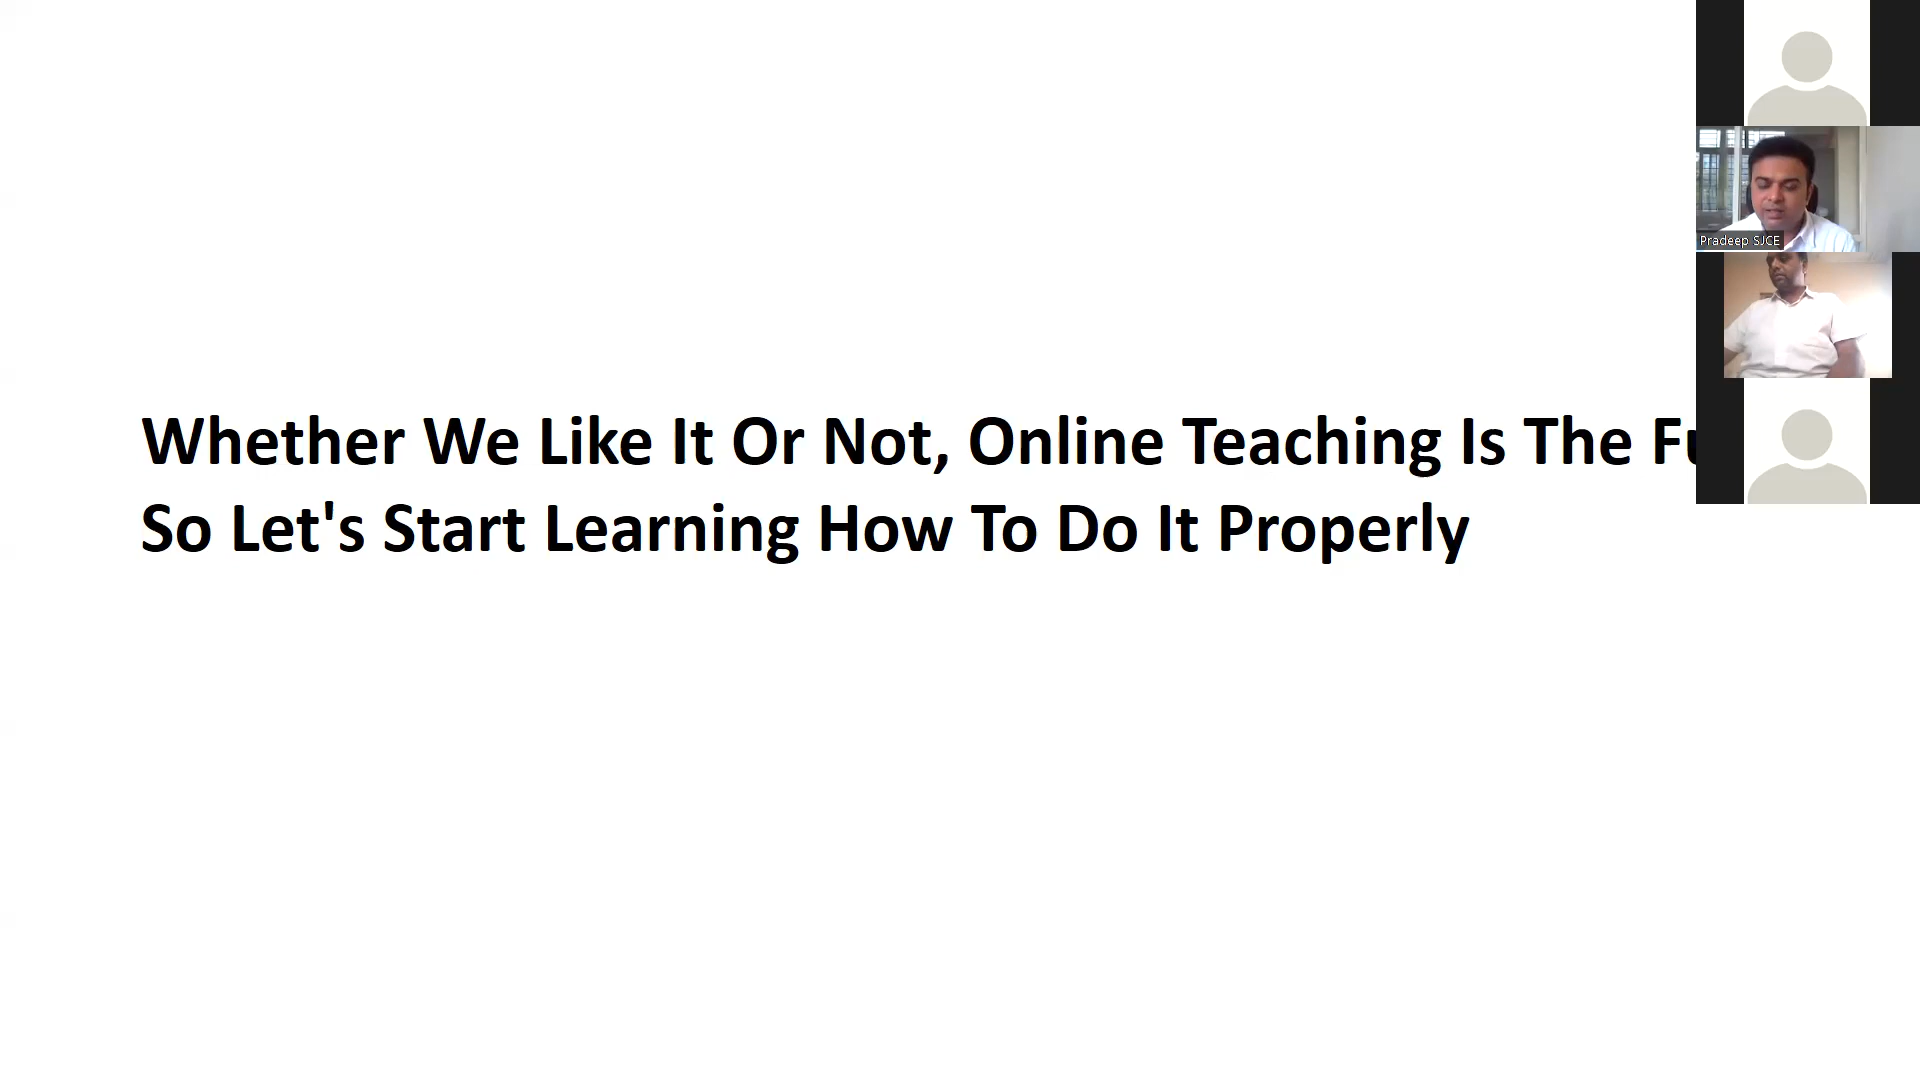 Whether We Like It Or Not, Online Teaching Is The
So Let's Start Learning How To Do It Properly
Pradeep SJCE